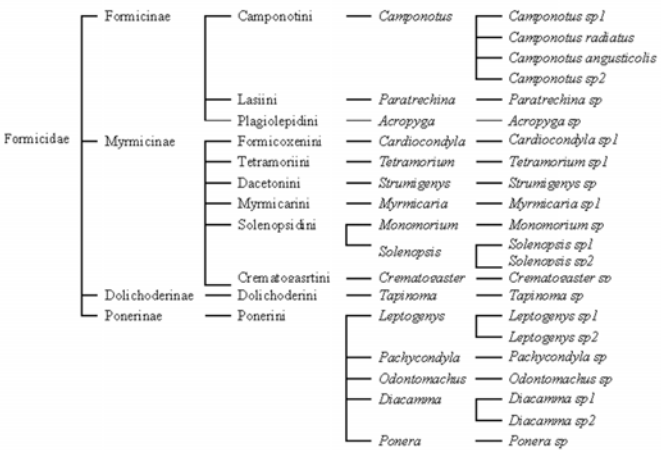 Formicinae Camponotini Camponotus Camponotus sp1
Camponotus radiatus
Camponotus angusticolis
Camponotus sp2
Lasiini Paratrechina Paratrechina sp
Plagiolepidini Acropyga Acropyga sp
Formicidae Myrmicinae Formicoxenini Cardiocondyla Cardiocondyla sp1
Tetramoriini Tetramorium Tetramorium sp1
Dacetonini Strumigenys Strumigenys sp
Myrmicarini Myrmicaria Myrmicaria sp1
Solenopsidini Monomorium Monomorium sp
Solenopsis Solenopsis sp1
Solenopsis sp2
Crematogastini Crematogaster Crematogaster sp
Dolichoderinae Dolichoderini Tapinoma Tapinoma sp
Ponerinae Ponerini Leptogenys Leptogenys sp1
Leptogenys sp2
Pachycondyla Pachycondyla sp
Odontomachus Odontomachus sp
Diacamma Diacamma sp1
Diacamma sp2
Ponera Ponera sp